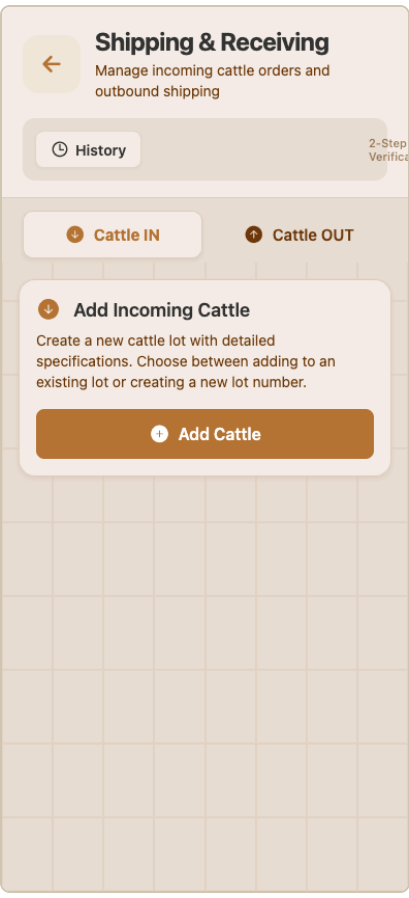 Shipping & Receiving
Manage incoming cattle orders and
outbound shipping
History
2-Step
Cattle IN
Cattle OUT
Add Incoming Cattle
Create a new cattle lot with detailed
specifications. Choose between adding to an
existing lot or creating a new lot number.
Add Cattle